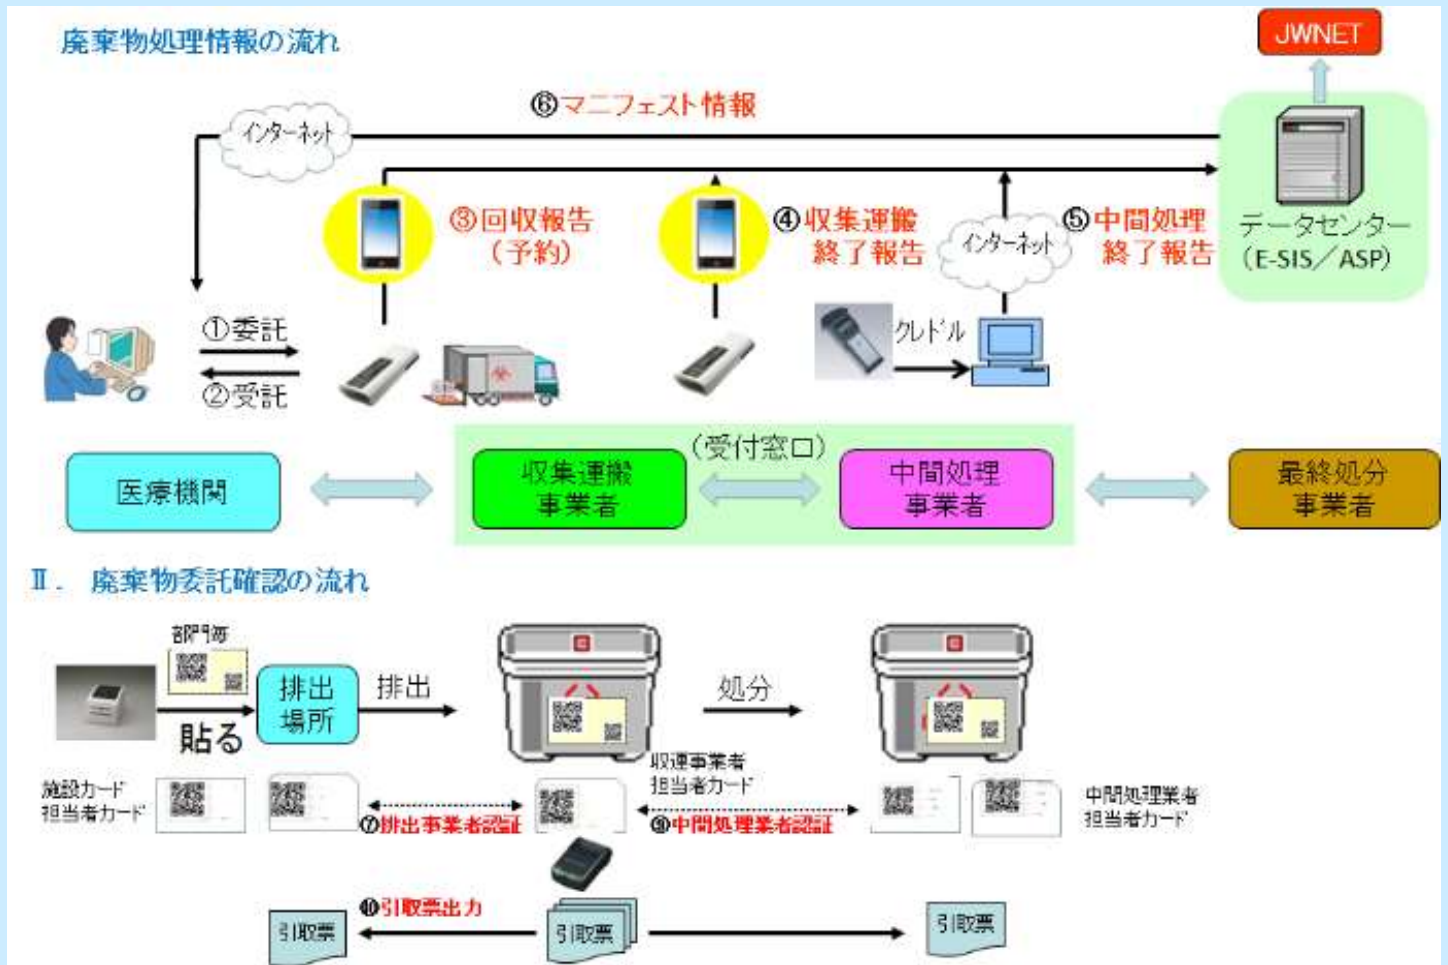 廃棄物処理情報の流れ
JWNET
⑥マニフェスト情報
インターネット
③回収報告
（予約）
④収集運搬
終了報告
インターネット
⑤中間処理
終了報告
データセンター
（E-SIS／ASP）
①委託
②受託
クレドル
（受付窓口）
医療機関
収集運搬
事業者
中間処理
事業者
最終処分
事業者
Ⅱ． 廃棄物委託確認の流れ
部門毎
貼る
排出
場所
排出
処分
施設カード
担当者カード
収運事業者
担当者カード
中間処理業者
担当者カード
⑦排出事業者認証
⑨中間処理業者認証
⑩引取票出力
引取票
引取票
引取票